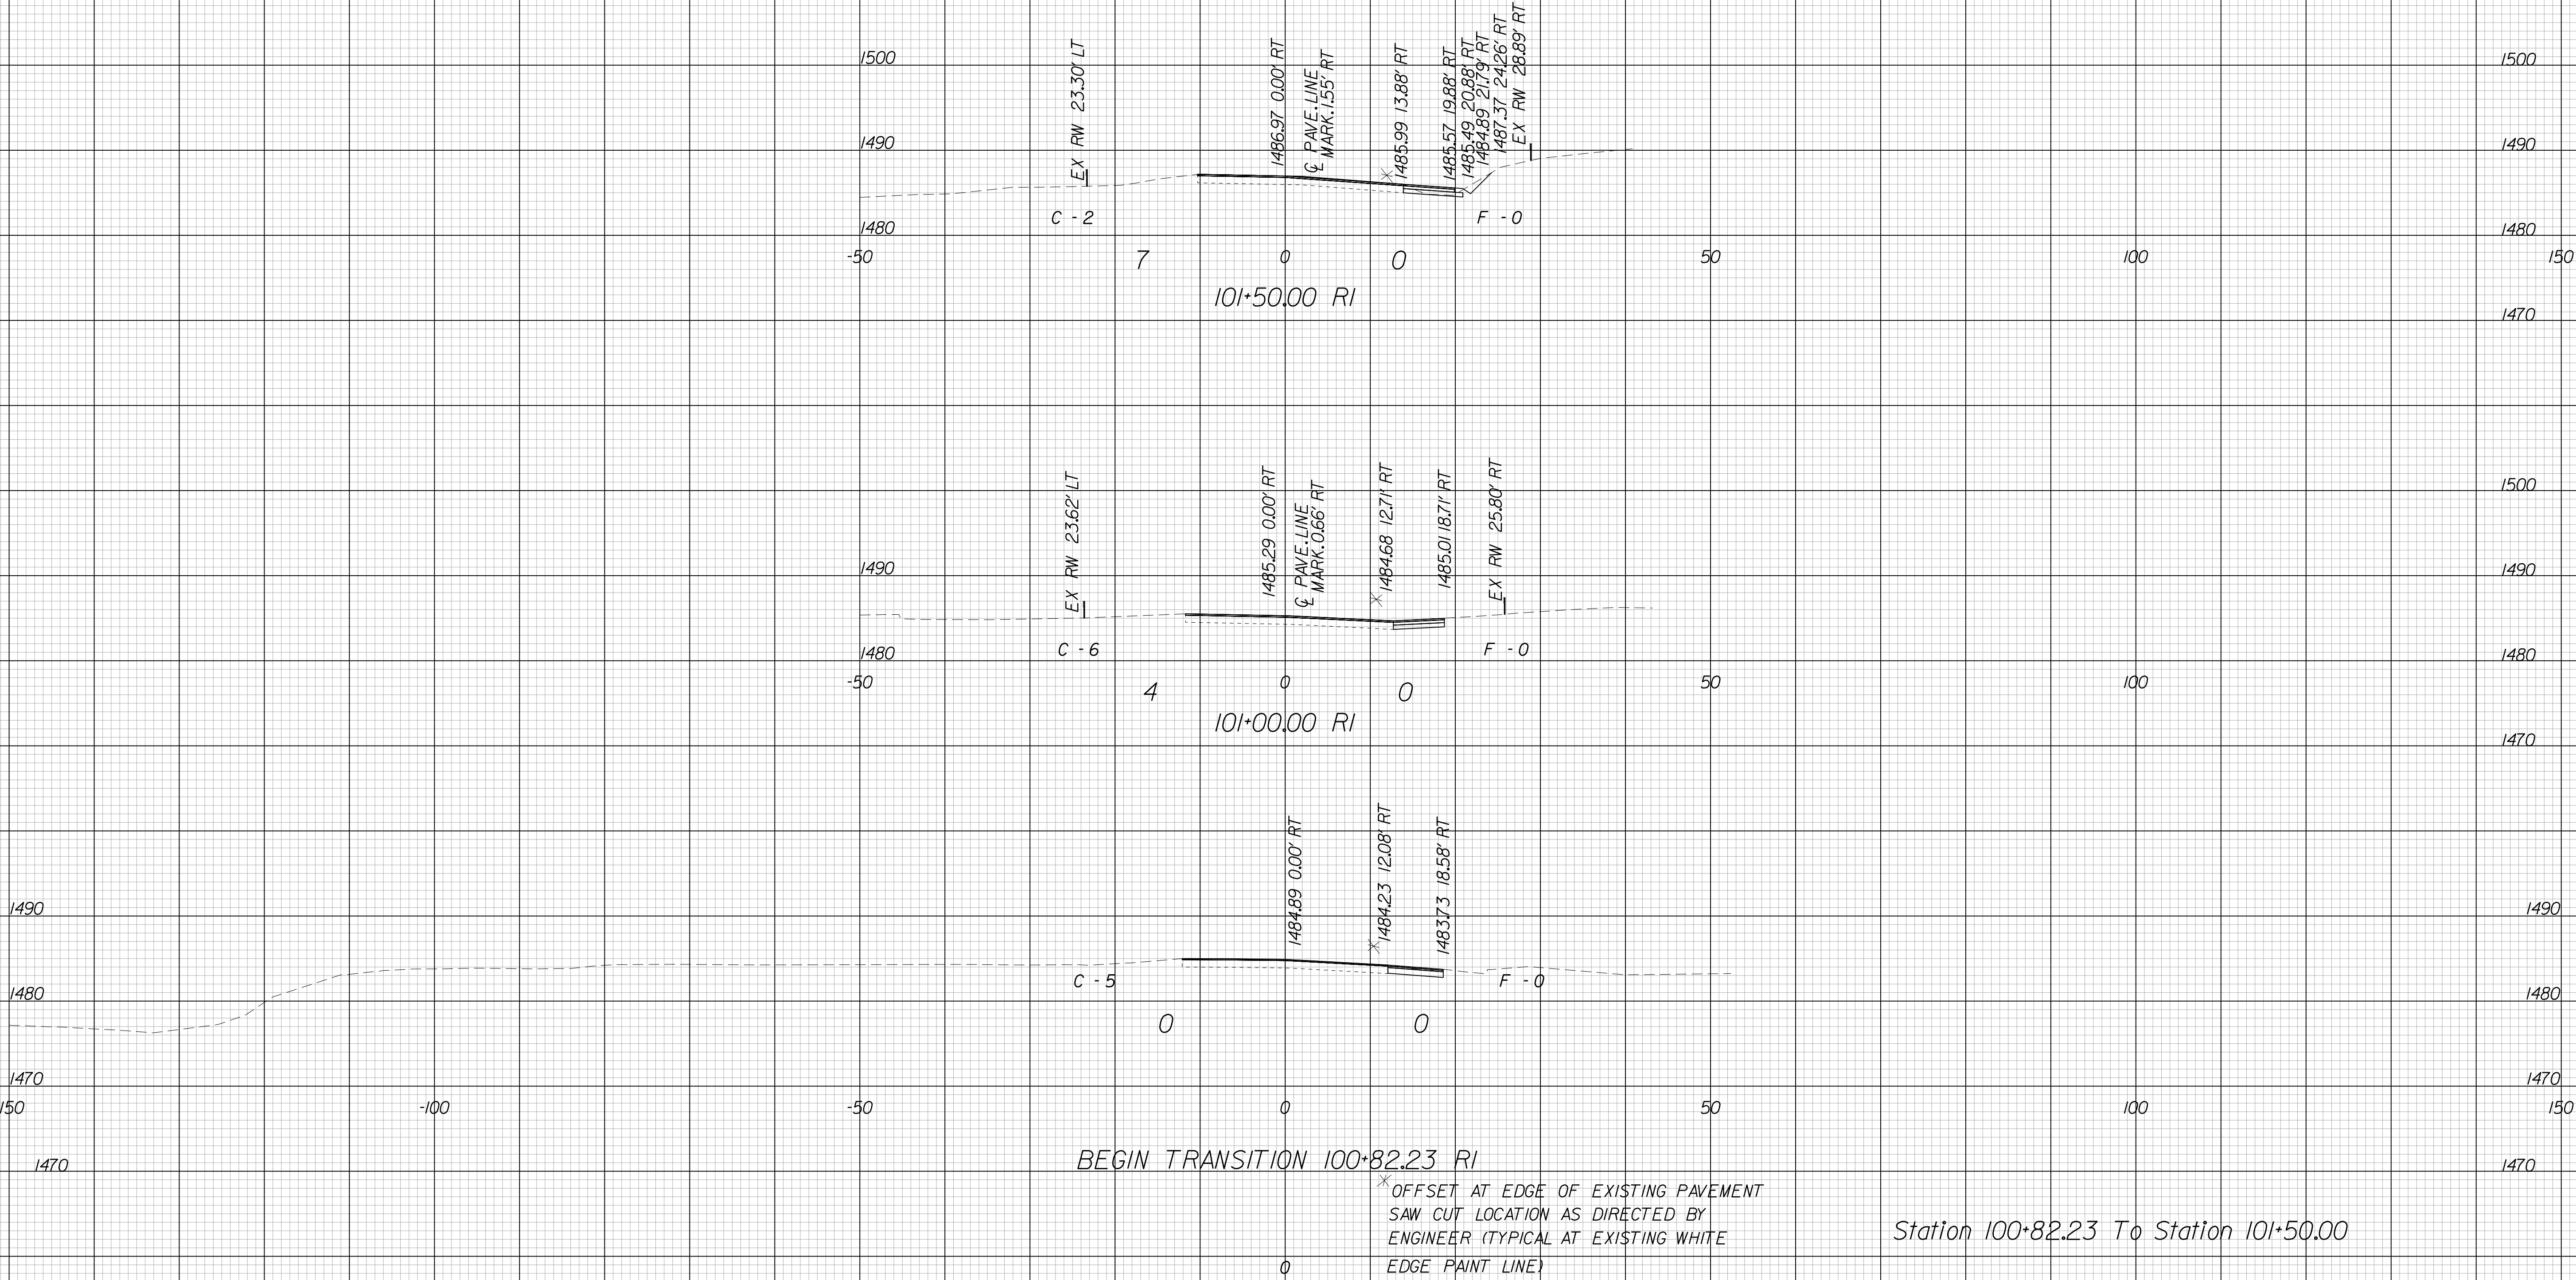 EX RW 23.30' LT
1486.97 0.00' RT
℄ PAVE. LINE
MARK. 1.55' RT
1485.99 13.88' RT
1485.57 19.88' RT
1485.49 20.88' RT
1484.89 21.79' RT
1487.37 24.26' RT
EX RW 28.89' RT
1500 1500
1490 1490
C - 2 F - 0
1480 1480
-50 0 50 100 150
7 0
101+50.00 R1
1470
EX RW 23.62' LT
1485.29 0.00' RT
℄ PAVE. LINE
MARK. 0.66' RT
1484.68 12.71' RT
1485.01 18.71' RT
EX RW 25.80' RT
1500
1490 1490
C - 6 F - 0
1480 1480
-50 0 50 100
4 0
101+00.00 R1
1470
1484.89 0.00' RT
1484.23 12.08' RT
1483.73 18.58' RT
1490 1490
C - 5 F - 0
1480 1480
0 0
1470 1470
150 -100 -50 0 50 100 150
BEGIN TRANSITION 100+82.23 R1
1470 1470
*OFFSET AT EDGE OF EXISTING PAVEMENT
SAW CUT LOCATION AS DIRECTED BY
ENGINEER (TYPICAL AT EXISTING WHITE
EDGE PAINT LINE)
Station 100+82.23 To Station 101+50.00
0